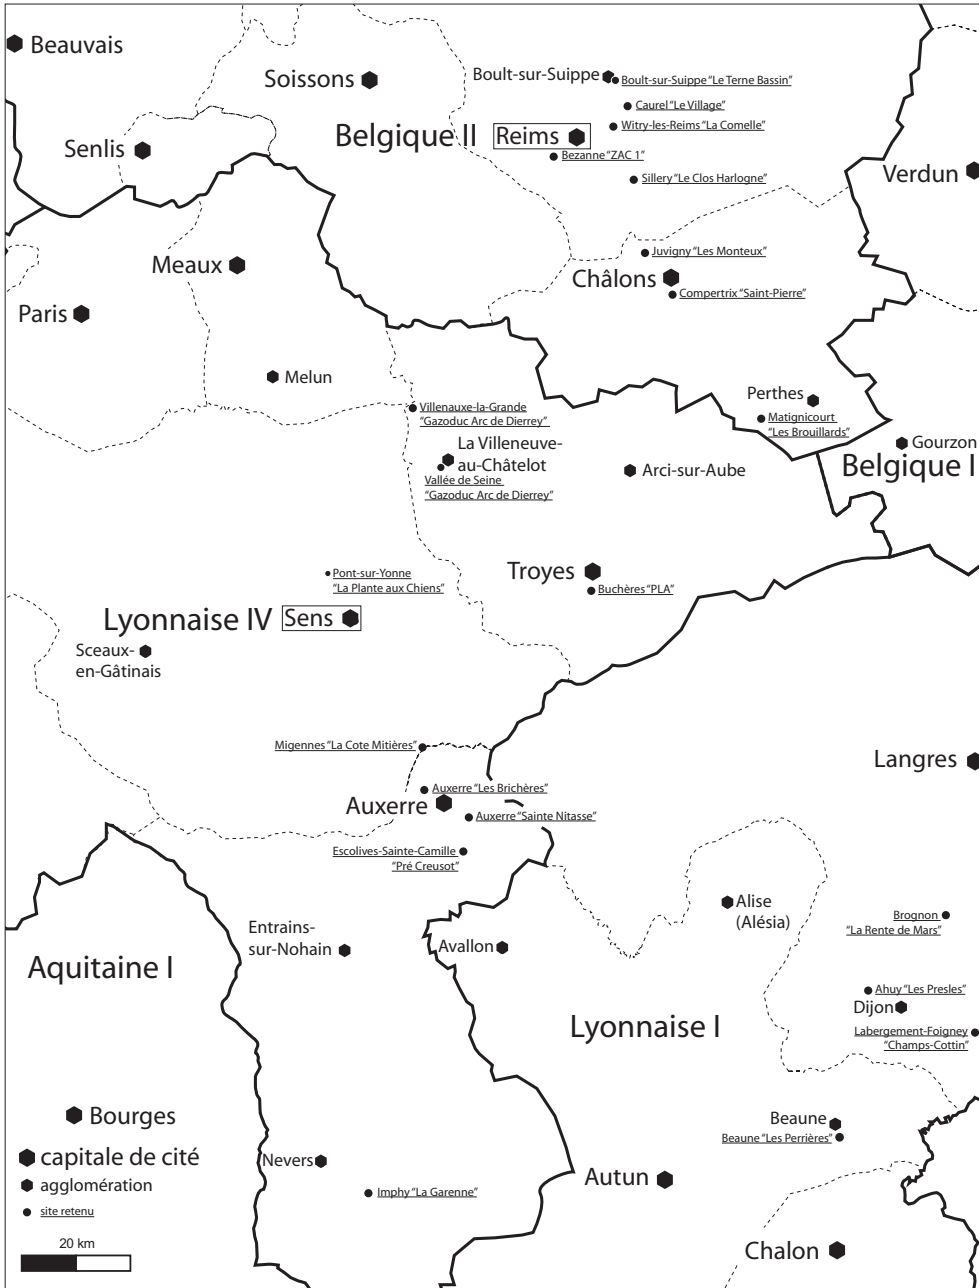 Beauvais
Soissons
Boult-sur-Suippe
Boult-sur-Suippe "Le Terne Bassin"
Caurel "Le Village"
Senlis
Belgique II
Reims
Witry-les-Reims "La Comelle"
Bezanne "ZAC 1"
Sillery "Le Clos Harlogne"
Verdun
Meaux
Juvigny "Les Monteux"
Châlons
Compertrix "Saint-Pierre"
Paris
Melun
Perthes
Matignicourt
"Les Brouillards"
Villenauxe-la-Grande
"Gazoduc Arc de Dierrey"
La Villeneuve-
au-Châtelot
Vallée de Seine
"Gazoduc Arc de Dierrey"
Arci-sur-Aube
Gourzon
Belgique I
Pont-sur-Yonne
"La Plante aux Chiens"
Troyes
Buchères "PLA"
Lyonnaise IV
Sens
Sceaux-
en-Gâtinais
Migennes "La Cote Mitières"
Langres
Auxerre "Les Brichères"
Auxerre
Auxerre "Sainte Nitasse"
Escolives-Sainte-Camille
"Pré Creusot"
Alise
(Alésia)
Brognon
"La Rente de Mars"
Entrains-
sur-Nohain
Avallon
Aquitaine I
Ahuy "Les Presles"
Dijon
Lyonnaise I
Labergement-Foigney
"Champs-Cottin"
Bourges
Beaune
Beaune "Les Perrières"
Nevers
Autun
Imphy "La Garenne"
Chalon
capitale de cité
agglomération
site retenu
20 km